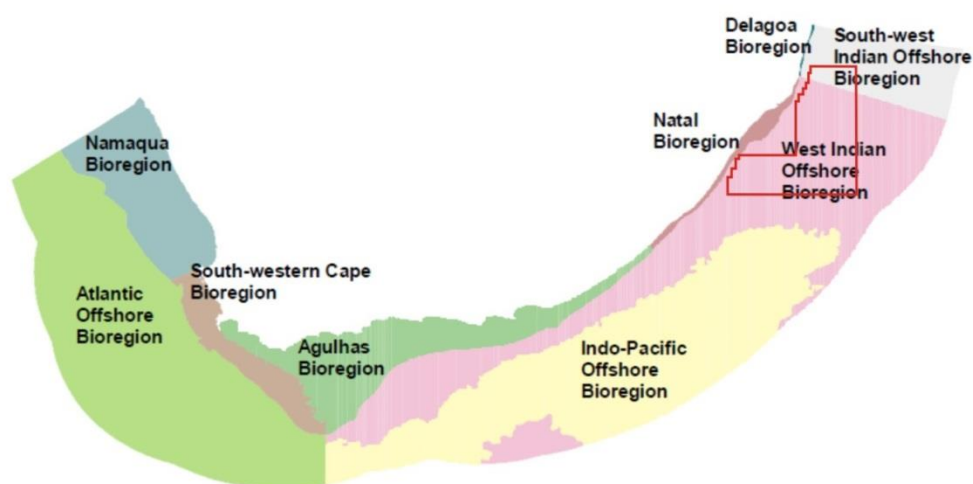 Delagoa
Bioregion
South-west
Indian Offshore
Bioregion
Natal
Bioregion
Namaqua
Bioregion
West Indian
Offshore
Bioregion
South-western Cape
Bioregion
Atlantic
Offshore
Bioregion
Agulhas
Bioregion
Indo-Pacific
Offshore
Bioregion